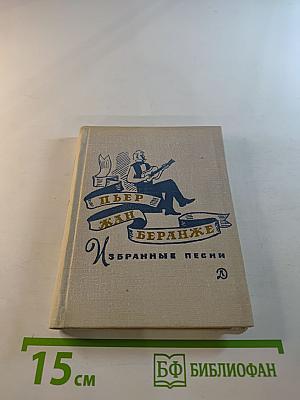 ПЬЕР
ЖАН
БЕРАНЖЕ
ИЗБРАННЫЕ ПЕСНИ
Д
15 см
БФ БИБЛИОФАН